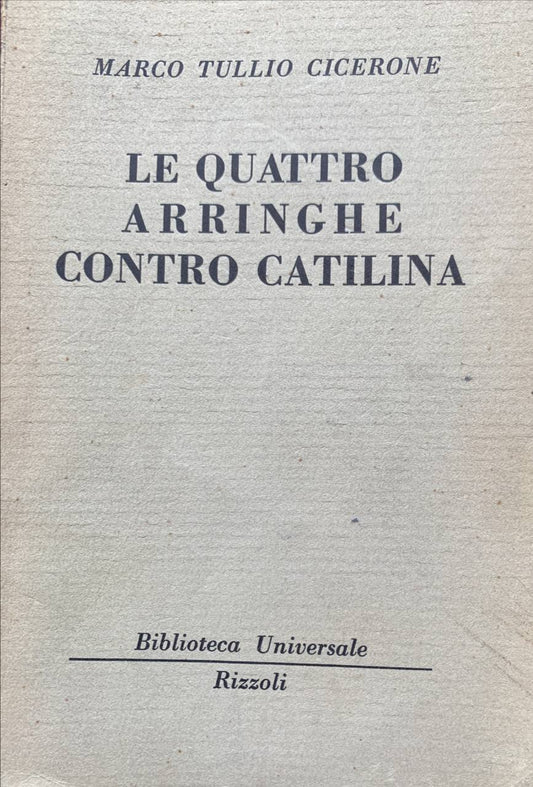 MARCO TULLIO CICERONE
LE QUATTRO
ARRINGHE
CONTRO CATILINA
Biblioteca Universale
Rizzoli